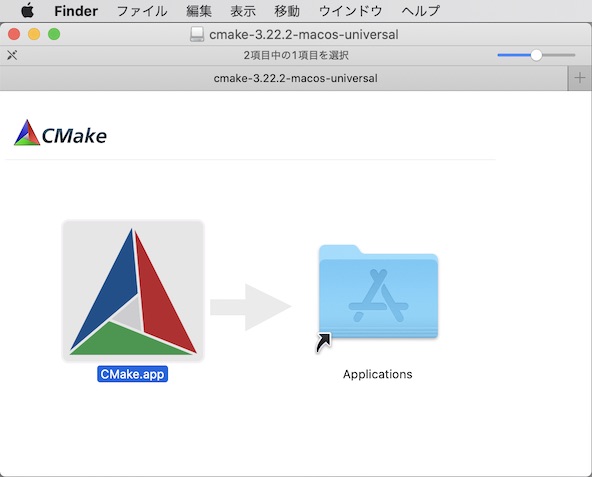 Finder ファイル 編集 表示 移動 ウインドウ ヘルプ
cmake-3.22.2-macos-universal
2項目中の1項目を選択
cmake-3.22.2-macos-universal
CMake
CMake.app
Applications